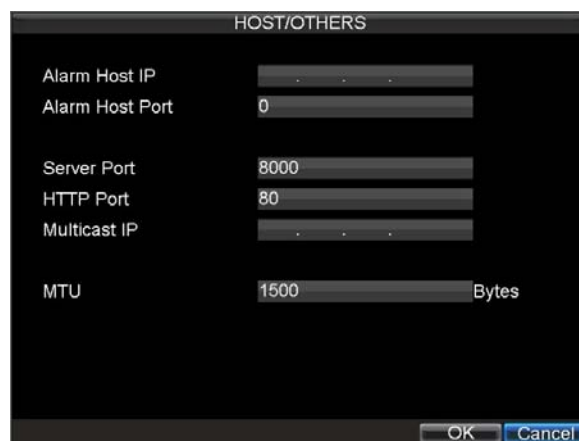 HOST/OTHERS
Alarm Host IP . . .
Alarm Host Port 0
Server Port 8000
HTTP Port 80
Multicast IP . . .
MTU 1500 Bytes
OK Cancel